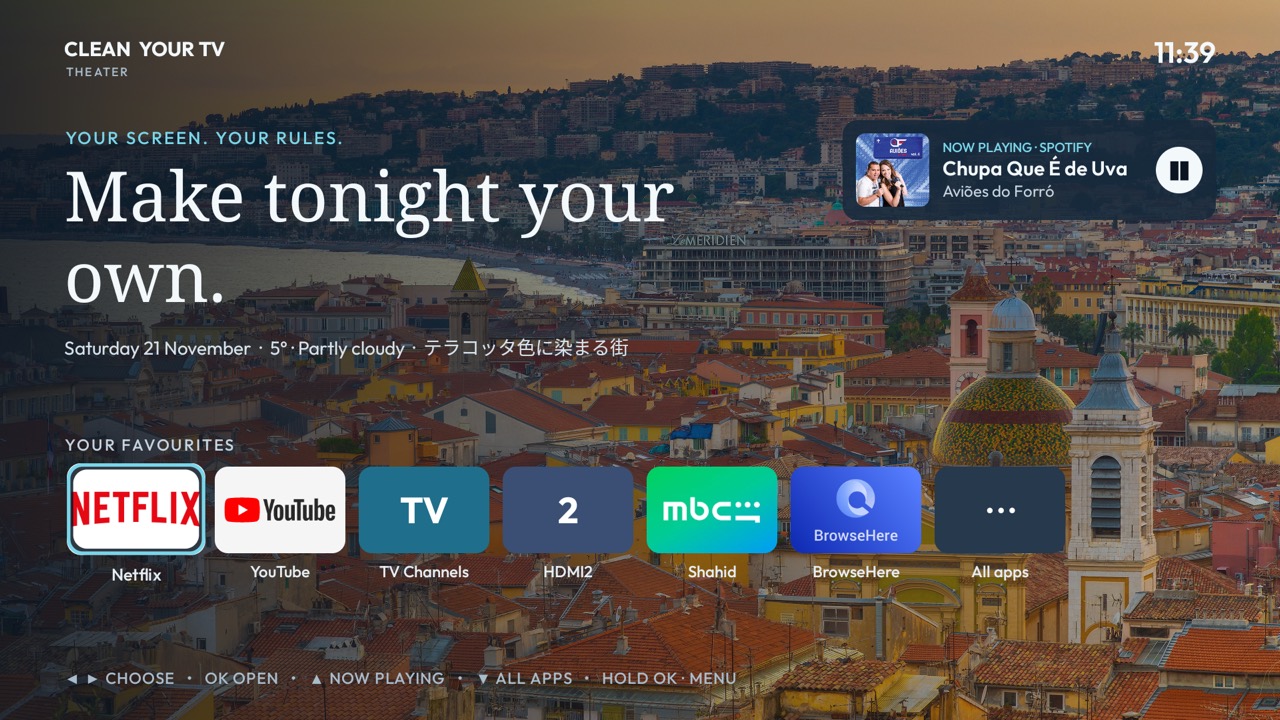 CLEAN YOUR TV
THEATER
11:39
YOUR SCREEN. YOUR RULES.
Make tonight your
own.
Saturday 21 November · 5° · Partly cloudy · テラコッタ色に染まる街
NOW PLAYING · SPOTIFY
Chupa Que É de Uva
Aviões do Forró
AVIÕES
MERIDIEN
YOUR FAVOURITES
NETFLIX
YouTube
TV
2
mbc
BrowseHere
...
Netflix
YouTube
TV Channels
HDMI2
Shahid
BrowseHere
All apps
◄ ► CHOOSE • OK OPEN • ▲ NOW PLAYING • ▼ ALL APPS • HOLD OK · MENU